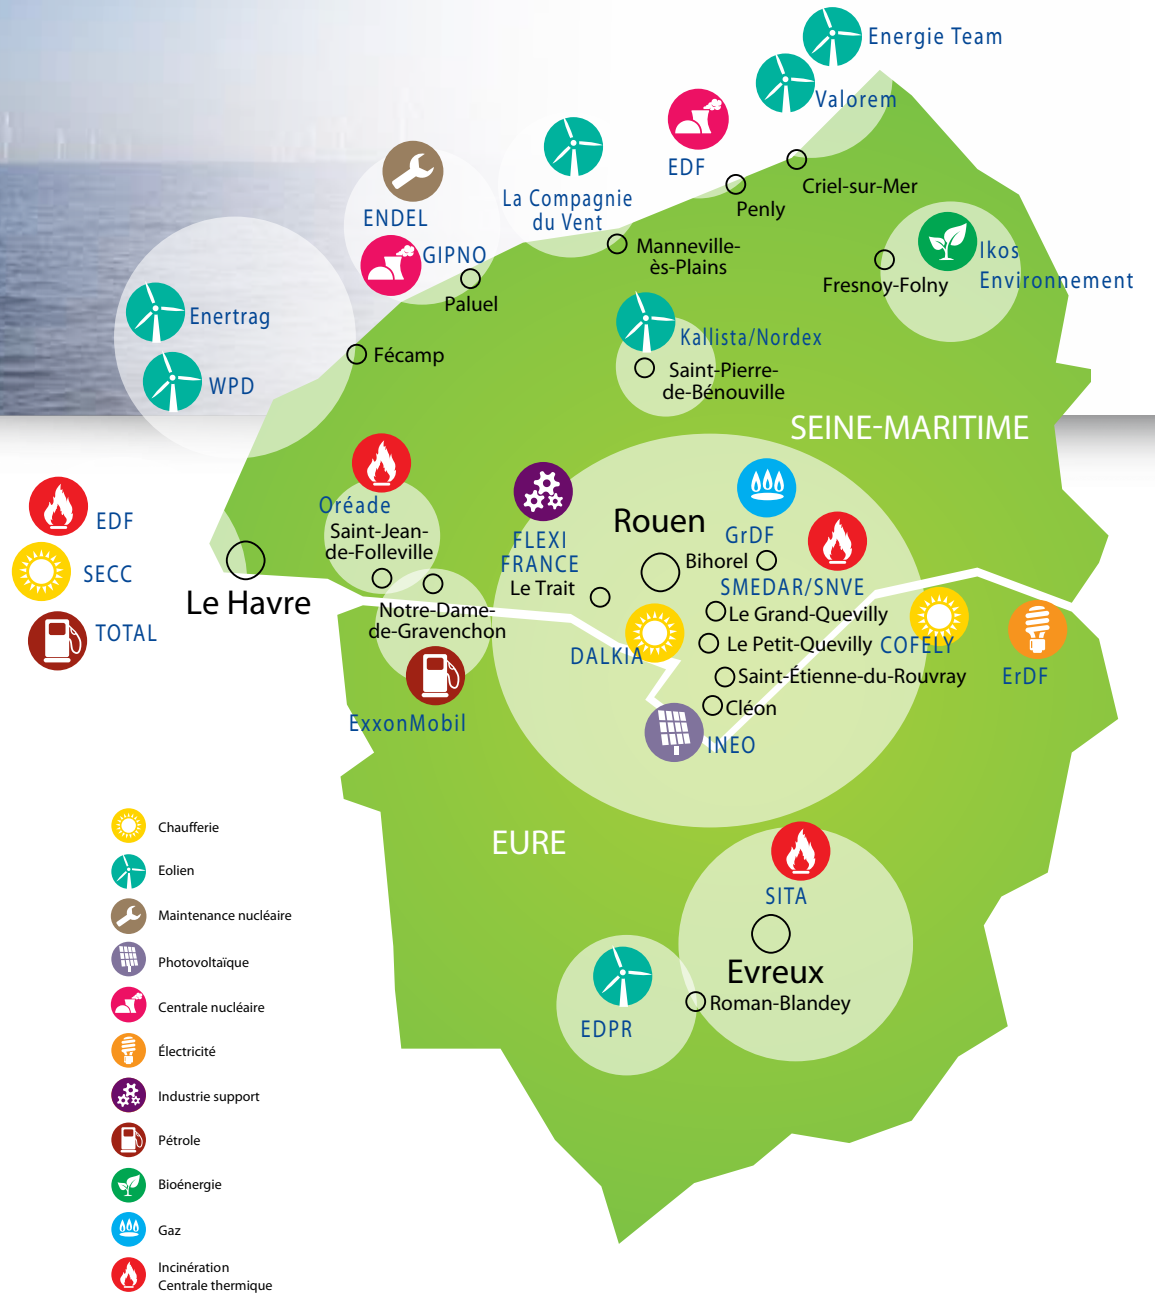 Energie Team
Valorem
EDF
Criel-sur-Mer
Penly
ENDEL
La Compagnie
du Vent
GIPNO
Manneville-
ès-Plains
Ikos
Environnement
Fresnoy-Folny
Paluel
Enertrag
Kallista/Nordex
Fécamp
Saint-Pierre-
de-Bénouville
WPD
SEINE-MARITIME
Oréade
Saint-Jean-
de-Folleville
EDF
SECC
TOTAL
Le Havre
FLEXI
FRANCE
Le Trait
Rouen
GrDF
Bihorel
SMEDAR/SNVE
Le Grand-Quevilly
Le Petit-Quevilly
COFELY
DALKIA
Saint-Étienne-du-Rouvray
ErDF
Notre-Dame-
de-Gravenchon
Cléon
ExxonMobil
INEO
EURE
SITA
Evreux
Roman-Blandey
EDPR
Chaufferie
Eolien
Maintenance nucléaire
Photovoltaïque
Centrale nucléaire
Électricité
Industrie support
Pétrole
Bioénergie
Gaz
Incinération
Centrale thermique